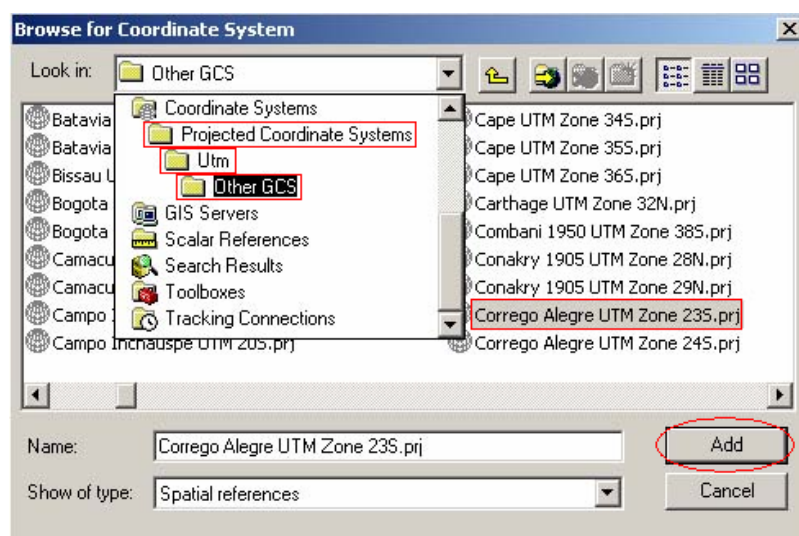 Browse for Coordinate System
Look in: Other GCS
Coordinate Systems
Projected Coordinate Systems
Utm
Other GCS
GIS Servers
Scalar References
Search Results
Toolboxes
Tracking Connections
Batavia
Batavia
Bissau
Bogota
Bogota
Camacu
Camacu
Campo
Campo Inchauspe UTM 20S.prj
Cape UTM Zone 34S.prj
Cape UTM Zone 35S.prj
Cape UTM Zone 36S.prj
Carthage UTM Zone 32N.prj
Combani 1950 UTM Zone 38S.prj
Conakry 1905 UTM Zone 28N.prj
Conakry 1905 UTM Zone 29N.prj
Corrego Alegre UTM Zone 23S.prj
Corrego Alegre UTM Zone 24S.prj
Name: Corrego Alegre UTM Zone 23S.prj
Add
Show of type: Spatial references
Cancel